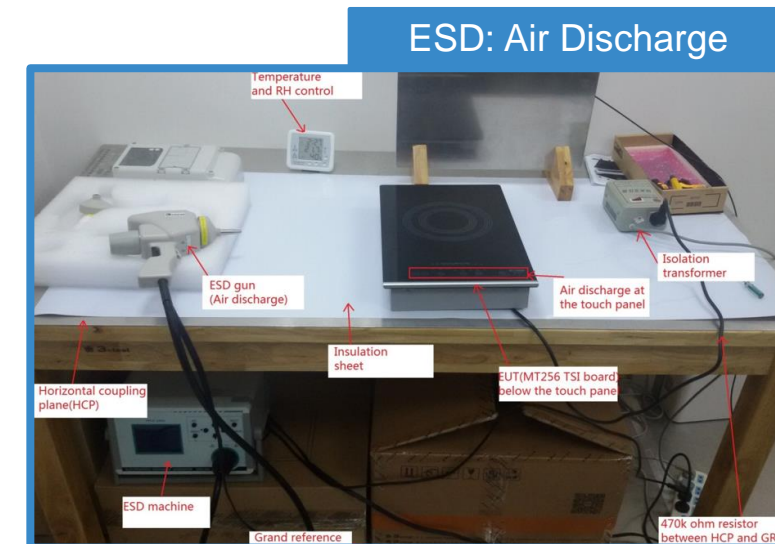 ESD: Air Discharge
Temperature
and RH control
ESD gun
(Air discharge)
Isolation
transformer
Air discharge at
the touch panel
Insulation
sheet
EUT(MT256 TSI board)
below the touch panel
Horizontal coupling
plane(HCP)
ESD machine
Grand reference
470k ohm resistor
between HCP and GR